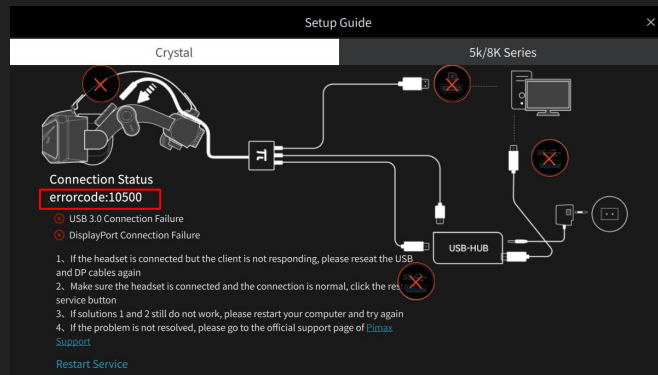 Setup Guide
Crystal
5k/8K Series
USB-HUB
Connection Status
errorcode:10500
USB 3.0 Connection Failure
DisplayPort Connection Failure
1、If the headset is connected but the client is not responding, please reseat the USB
and DP cables again
2、Make sure the headset is connected and the connection is normal, click the
service button
3、If solutions 1 and 2 still do not work, please restart your computer and try again
4、If the problem is not resolved, please go to the official support page of Pimax
Support
Restart Service